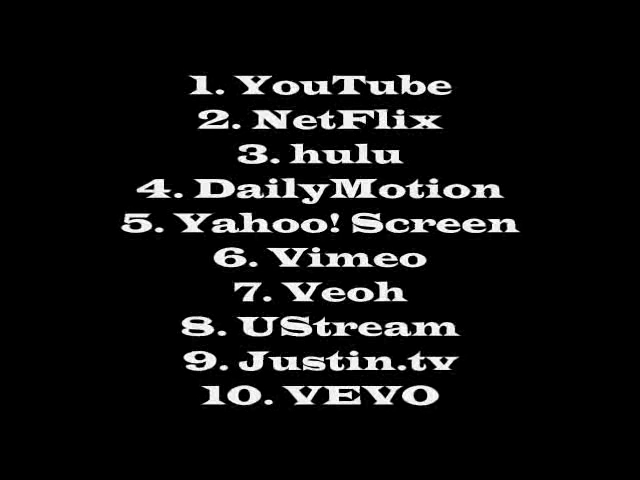 1. YouTube
2. NetFlix
3. hulu
4. DailyMotion
5. Yahoo! Screen
6. Vimeo
7. Veoh
8. UStream
9. Justin.tv
10. VEVO